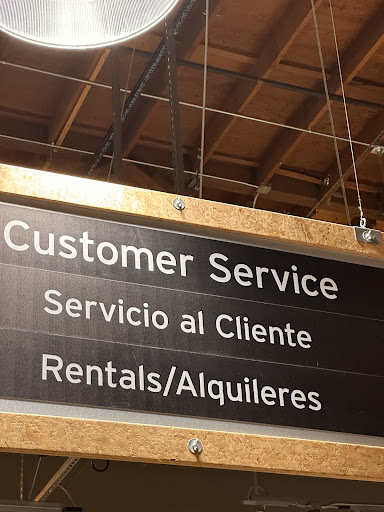 Customer Service
Servicio al Cliente
Rentals/Alquileres